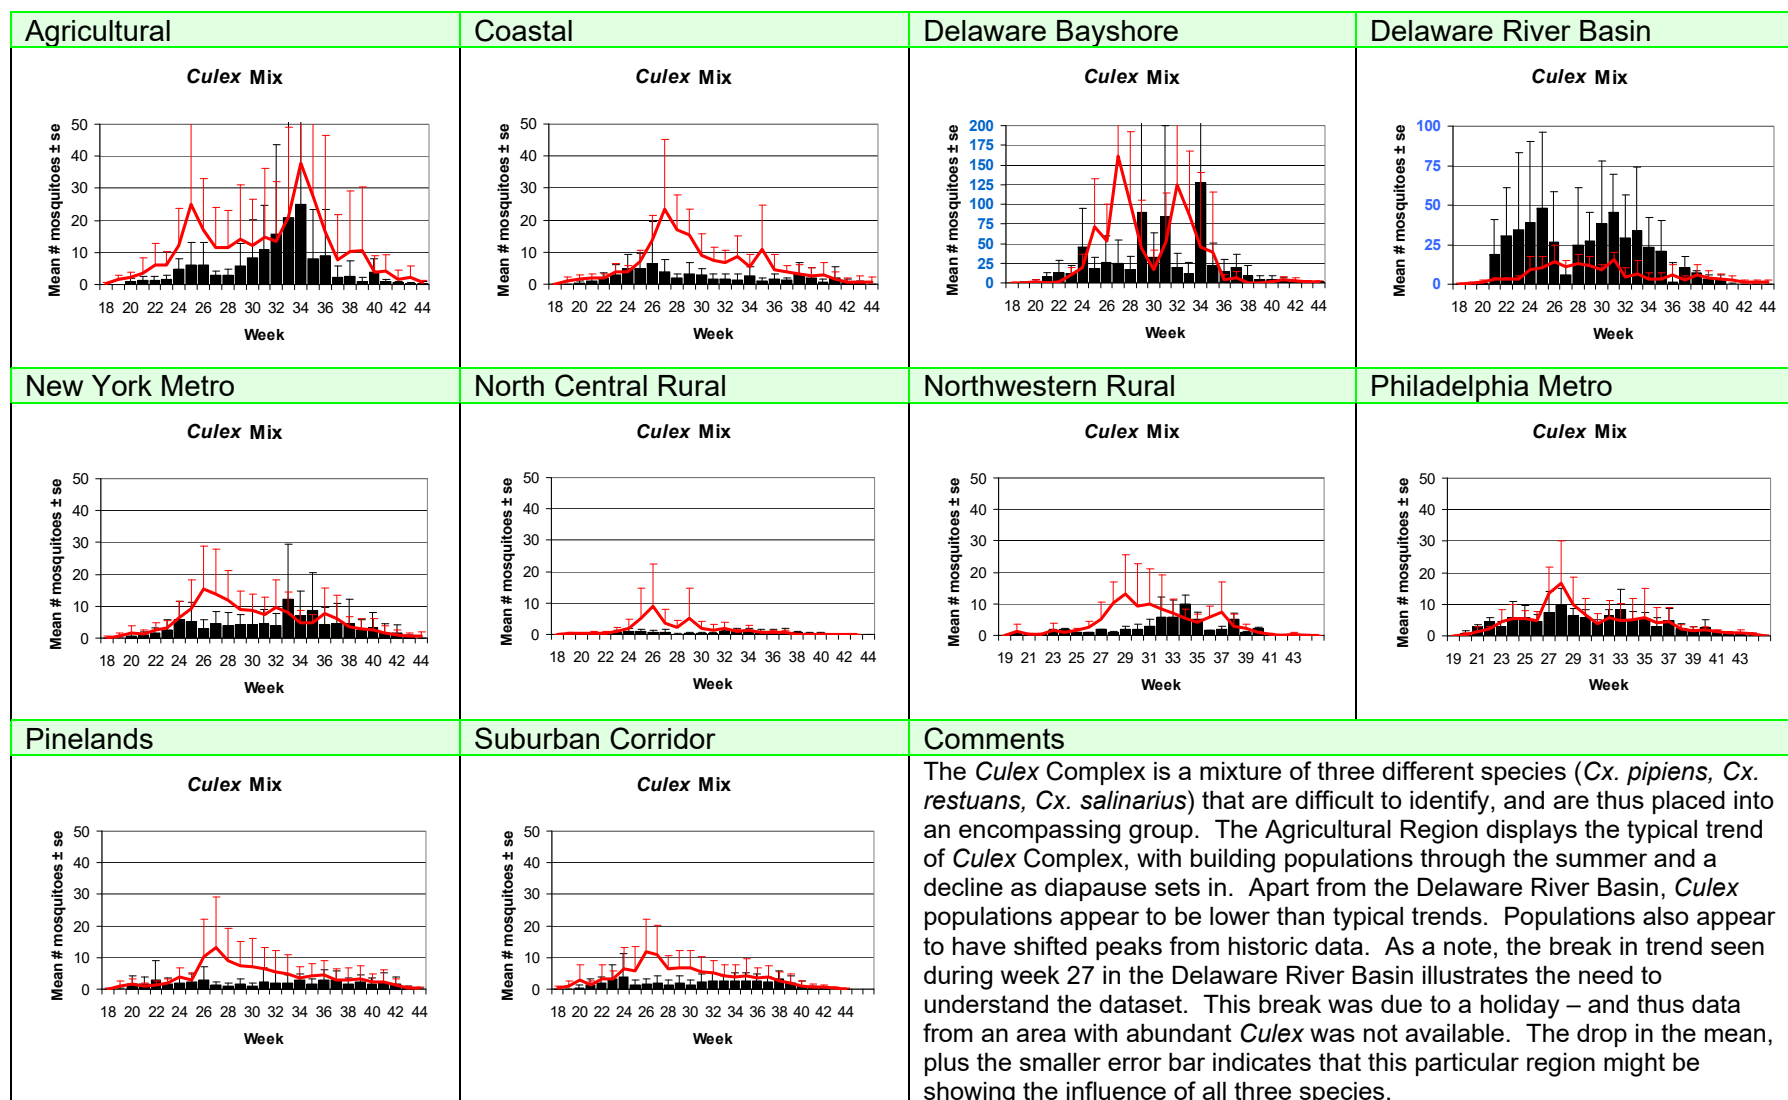 Agricultural
Coastal
Delaware Bayshore
Delaware River Basin
Culex Mix
Mean # mosquitoes ± se
50
40
30
20
10
0
20 22 24 26 28 30 32 34 36 38 40 42 44
Week
Culex Mix
Mean # mosquitoes ± se
50
40
30
20
10
0
18 20 22 24 26 28 30 32 34 36 38 40 42 44
Week
Culex Mix
Mean # mosquitoes ± se
200
175
150
125
100
75
50
25
0
18 20 22 24 26 28 30 32 34 36 38 40 42 44
Week
Culex Mix
Mean # mosquitoes ± se
100
75
50
25
0
18 20 22 24 26 28 30 32 34 36 38 40 42 44
Week
New York Metro
North Central Rural
Northwestern Rural
Philadelphia Metro
Culex Mix
Mean # mosquitoes ± se
50
40
30
20
10
0
18 20 22 24 26 28 30 32 34 36 38 40 42 44
Week
Culex Mix
Mean # mosquitoes ± se
50
40
30
20
10
0
18 20 22 24 26 28 30 32 34 36 38 40 42 44
Week
Culex Mix
Mean # mosquitoes ± se
50
40
30
20
10
0
19 21 23 25 27 29 31 33 35 37 39 41 43
Week
Culex Mix
Mean # mosquitoes ± se
50
40
30
20
10
0
19 21 23 25 27 29 31 33 35 37 39 41 43
Week
Pinelands
Suburban Corridor
Comments
Culex Mix
Mean # mosquitoes ± se
50
40
30
20
10
0
18 20 22 24 26 28 30 32 34 36 38 40 42 44
Week
Culex Mix
Mean # mosquitoes ± se
50
40
30
20
10
0
18 20 22 24 26 28 30 32 34 36 38 40 42 44
Week
The Culex Complex is a mixture of three different species (Cx. pipiens, Cx.
restuans, Cx. salinarius) that are difficult to identify, and are thus placed into
an encompassing group. The Agricultural Region displays the typical trend
of Culex Complex, with building populations through the summer and a
decline as diapause sets in. Apart from the Delaware River Basin, Culex
populations appear to be lower than typical trends. Populations also appear
to have shifted peaks from historic data. As a note, the break in trend seen
during week 27 in the Delaware River Basin illustrates the need to
understand the dataset. This break was due to a holiday – and thus data
from an area with abundant Culex was not available. The drop in the mean,
plus the smaller error bar indicates that this particular region might be
showing the influence of all three species.